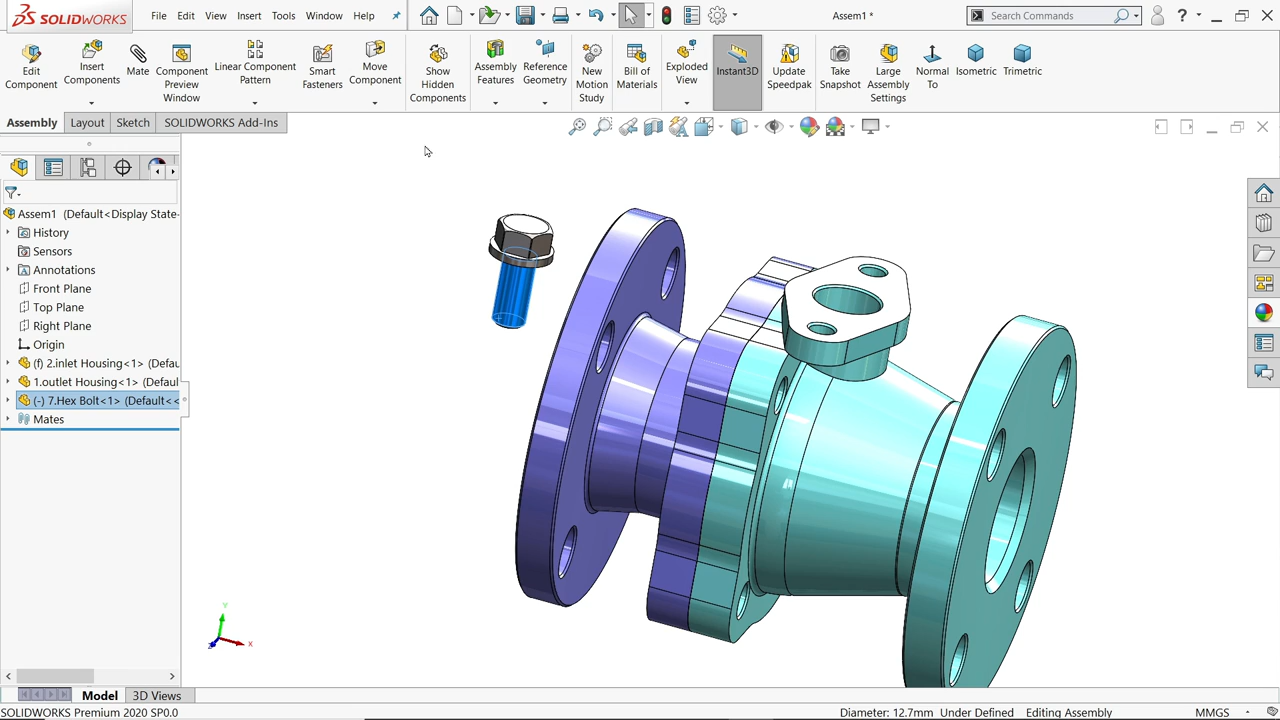 SOLIDWORKS
File Edit View Insert Tools Window Help
Assem1 *
Search Commands
?
Edit Component
Insert Components
Mate
Component Preview Window
Linear Component Pattern
Smart Fasteners
Move Component
Show Hidden Components
Assembly Features
Reference Geometry
New Motion Study
Bill of Materials
Exploded View
Instant3D
Update Speedpak
Take Snapshot
Large Assembly Settings
Normal To
Isometric
Trimetric
Assembly Layout Sketch SOLIDWORKS Add-Ins
Assem1 (Default<Display State-
History
Sensors
Annotations
Front Plane
Top Plane
Right Plane
Origin
(f) 2.inlet Housing<1> (Defau
1.outlet Housing<1> (Defaul
(-) 7.Hex Bolt<1> (Default<<
Mates
Y
X
Z
Model 3D Views
SOLIDWORKS Premium 2020 SP0.0
Diameter: 12.7mm Under Defined Editing Assembly MMGS